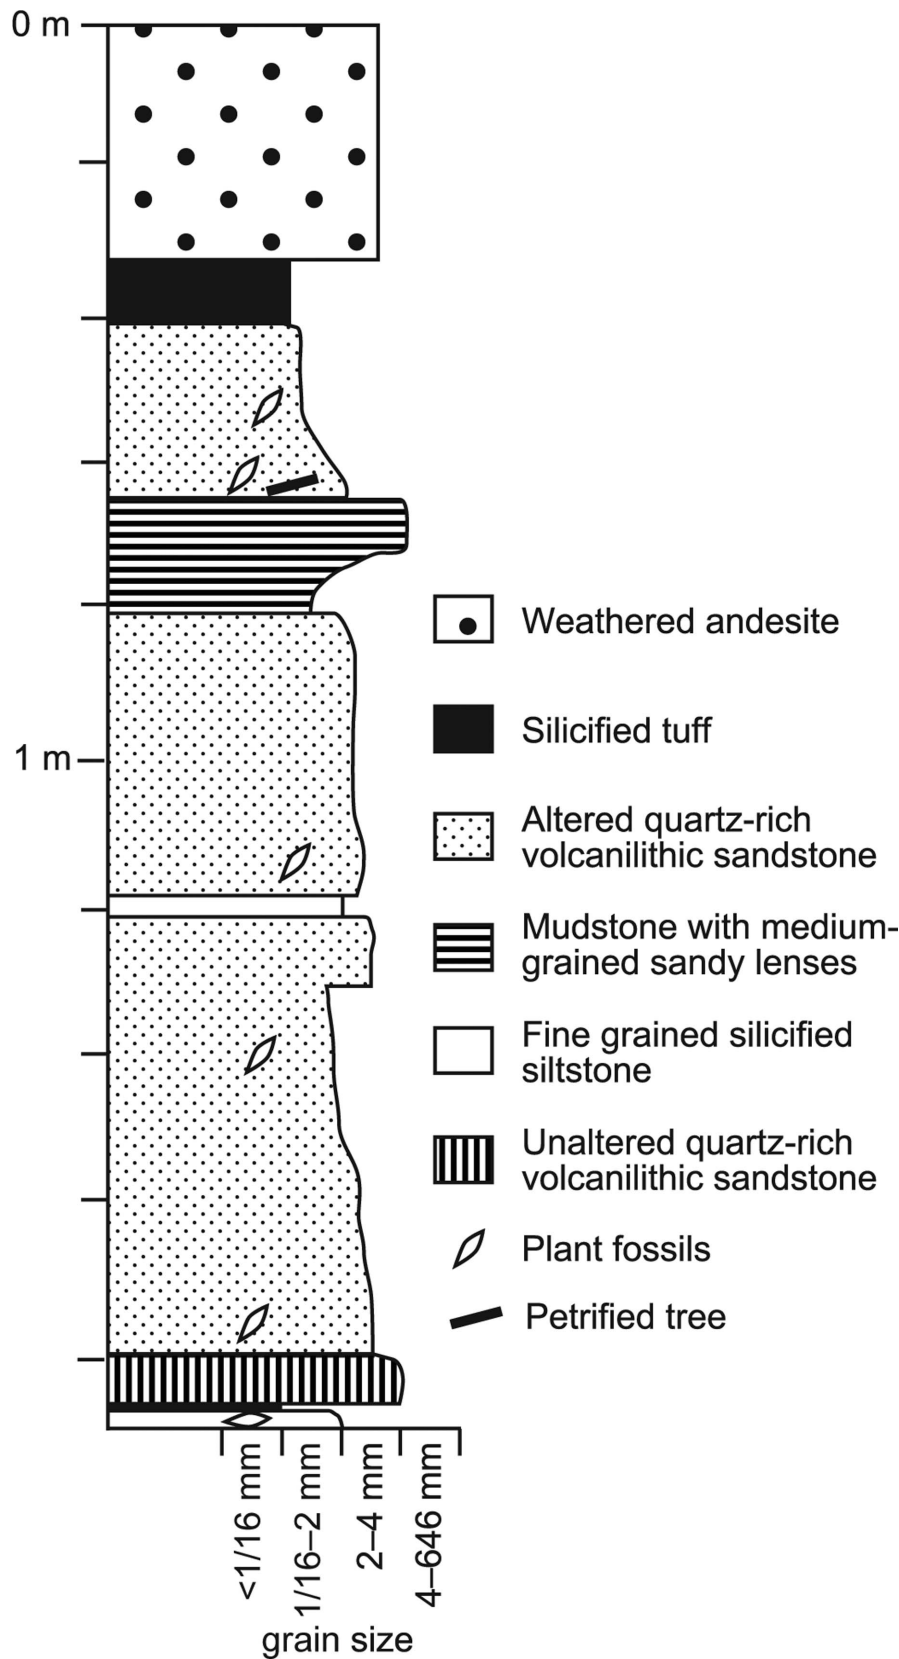 0 m
1 m
Weathered andesite
Silicified tuff
Altered quartz-rich
volcanilithic sandstone
Mudstone with medium-
grained sandy lenses
Fine grained silicified
siltstone
Unaltered quartz-rich
volcanilithic sandstone
Plant fossils
Petrified tree
<1/16 mm
1/16–2 mm
2–4 mm
4–646 mm
grain size